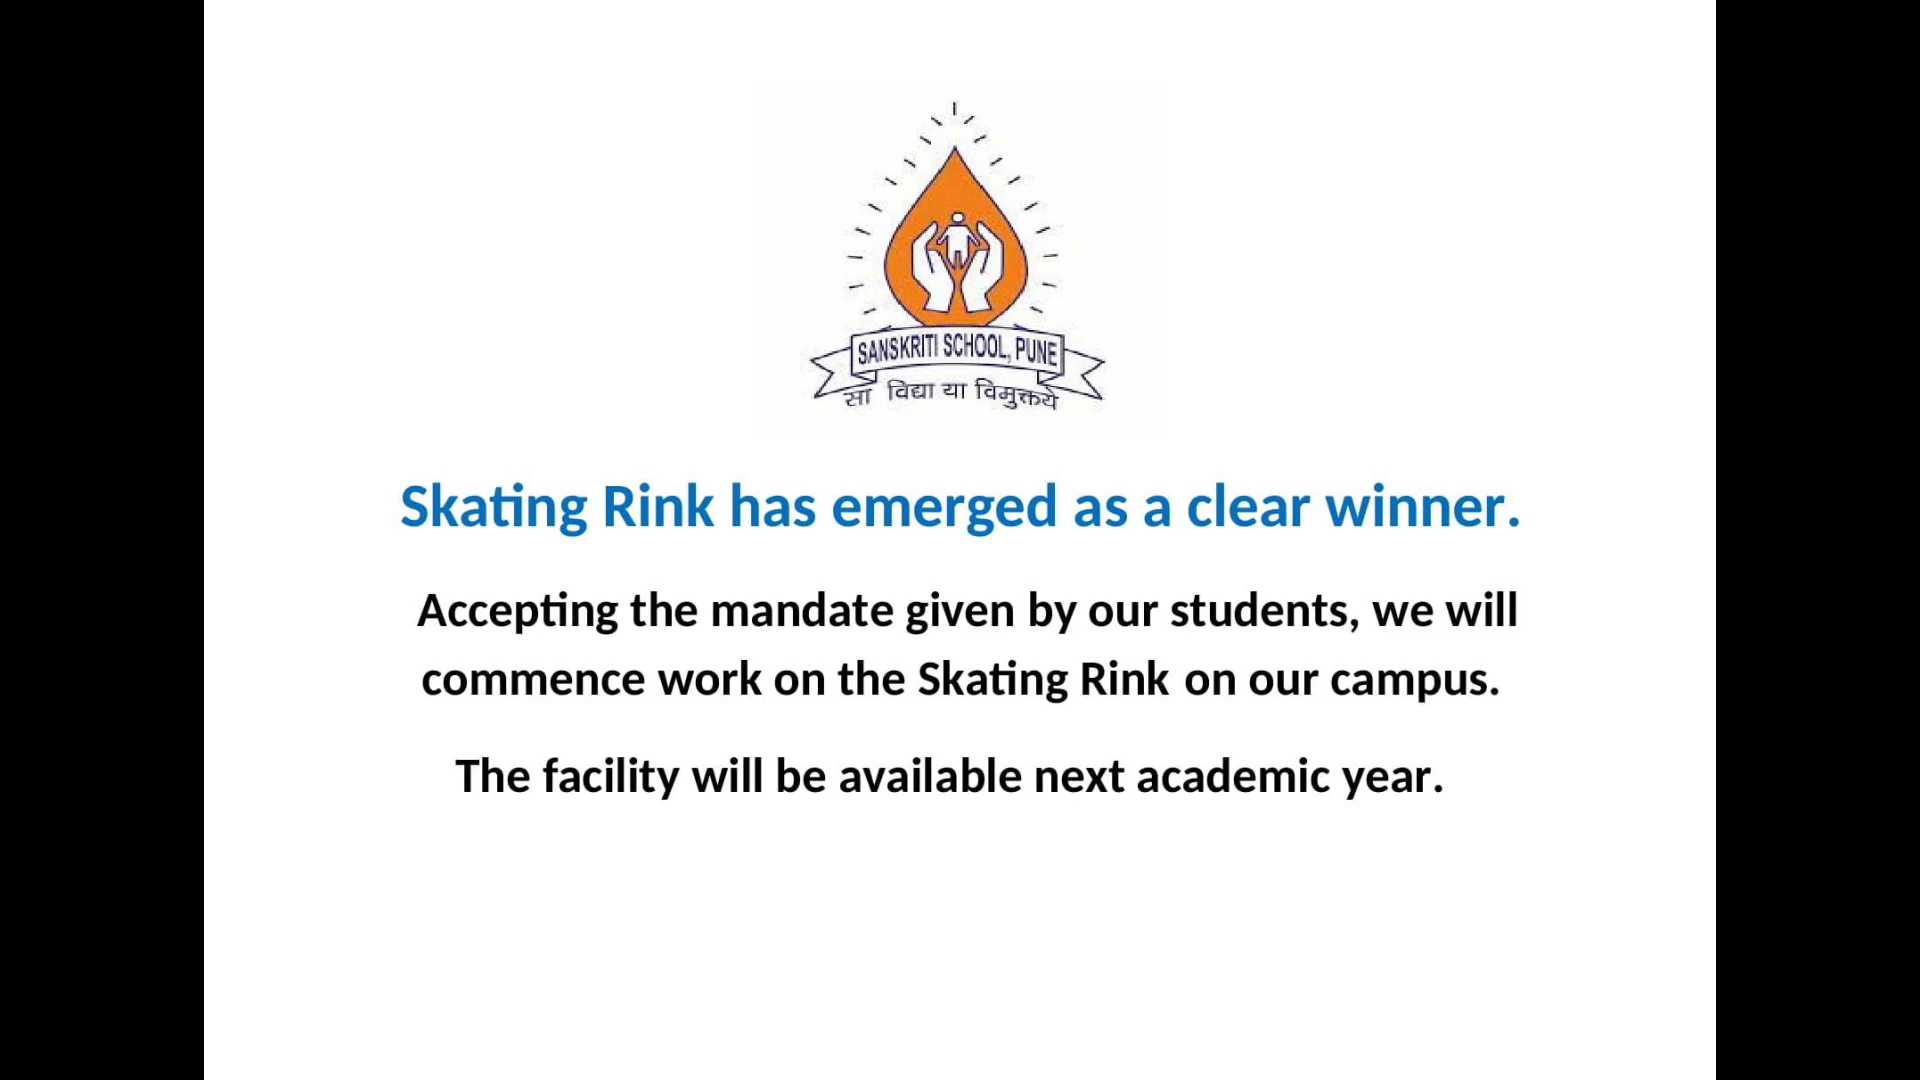 SANSKRITI SCHOOL, PUNE
सा विद्या या विमुक्तये
Skating Rink has emerged as a clear winner.
Accepting the mandate given by our students, we will
commence work on the Skating Rink on our campus.
The facility will be available next academic year.